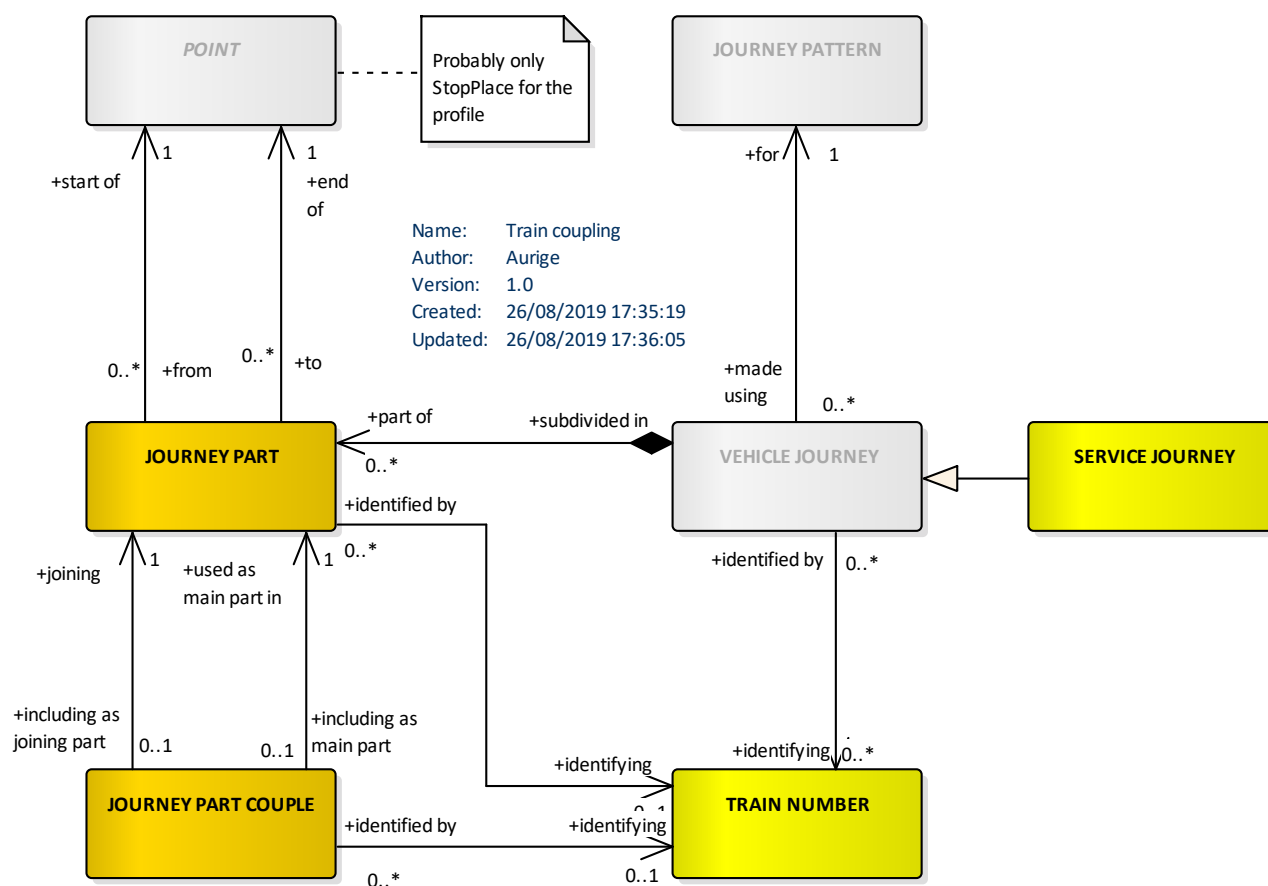 POINT
Probably only
StopPlace for the
profile
JOURNEY PATTERN
1
1
+for
1
+start of
+end
of
Name: Train coupling
Author: Aurige
Version: 1.0
Created: 26/08/2019 17:35:19
Updated: 26/08/2019 17:36:05
0..*
+from
0..*
+to
+made
using
0..*
+part of
+subdivided in
0..*
JOURNEY PART
VEHICLE JOURNEY
SERVICE JOURNEY
+identified by
0..*
+joining
1
+used as
main part in
1
+identified by
0..*
+including as
joining part
0..1
+including as
main part
0..1
+identifying
0..1
+identifying
0..*
JOURNEY PART COUPLE
TRAIN NUMBER
+identified by
0..*
+identifying
0..1